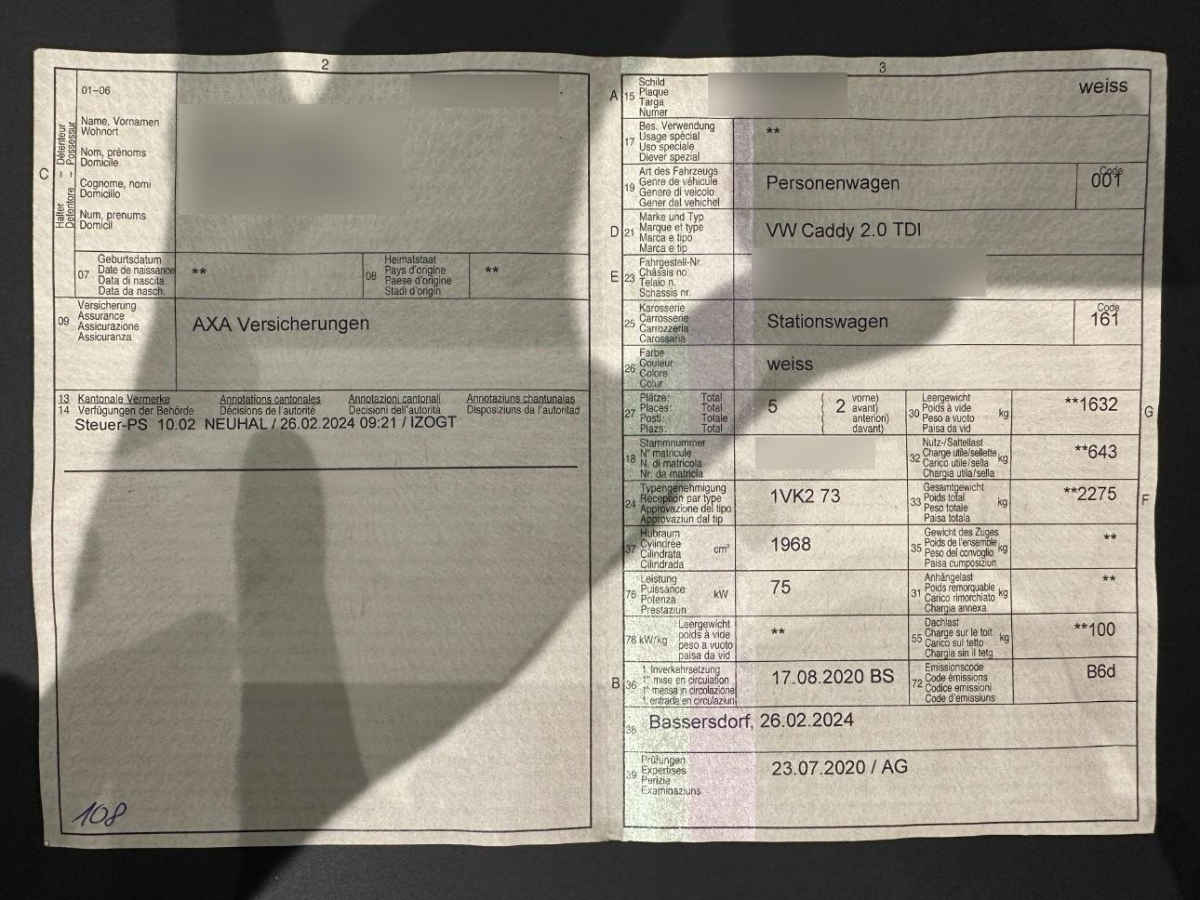 2
01-06
C
Halter – Détenteur
Detentore – Possessur
Name, Vornamen
Wohnort
Nom, prénoms
Domicile
Cognome, nomi
Domicilio
Num, prenums
Domicil
07
Geburtsdatum
Date de naissance
Data di nascita
Data da nasch.
**
08
Heimatstaat
Pays d'origine
Paese d'origine
Stadi d'origin
**
09
Versicherung
Assurance
Assicurazione
Assicuranza
AXA Versicherungen
13 Kantonale Vermerke Annotations cantonales Annotazioni cantonali Annotaziuns chantunalas
14 Verfügungen der Behörde Décisions de l'autorité Decisioni dell'autorità Disposiziuns da l'autoritad
Steuer-PS 10.02 NEUHAL / 26.02.2024 09:21 / IZOGT
108
3
A 15
Schild
Plaque
Targa
Numer
weiss
17
Bes. Verwendung
Usage spécial
Uso speciale
Diever spezial
**
19
Art des Fahrzeugs
Genre de véhicule
Genere di veicolo
Gener dal vehichel
Personenwagen
Code
001
D 21
Marke und Typ
Marque et type
Marca e tipo
Marca e tip
VW Caddy 2.0 TDI
E 23
Fahrgestell-Nr.
Châssis no
Telaio n.
Schassis nr.
25
Karosserie
Carrosserie
Carrozzeria
Carossaria
Stationswagen
Code
161
26
Farbe
Couleur
Colore
Colur
weiss
27
Plätze: Total
Places: Total
Posti: Totale
Plazs: Total
5
( 2 vorne)
avant)
anteriori)
davant)
30
Leergewicht
Poids à vide
Peso a vuoto
Paisa da vid
kg
**1632
G
18
Stammnummer
N° matricule
N. di matricola
Nr. da matricla
32
Nutz-/Sattellast
Charge utile/sellette
Carico utile/sella
Chargia utila/sella
kg
**643
24
Typengenehmigung
Réception par type
Approvazione del tipo
Approvaziun dal tip
1VK2 73
33
Gesamtgewicht
Poids total
Peso totale
Paisa totala
kg
**2275
F
37
Hubraum
Cylindrée
Cilindrata
Cilindrada
cm³
1968
35
Gewicht des Zuges
Poids de l'ensemble
Peso del convoglio
Paisa cumposiziun
kg
**
76
Leistung
Puissance
Potenza
Prestaziun
kW
75
31
Anhängelast
Poids remorquable
Carico rimorchiato
Chargia annexa
kg
**
78 kW/kg
Leergewicht
poids à vide
peso a vuoto
paisa da vid
**
55
Dachlast
Charge sur le toit
Carico sul tetto
Chargia sin il tetg
kg
**100
B 36
1. Inverkehrsetzung
1re mise en circulation
1a messa in circolazione
1. entrada en circulaziun
17.08.2020 BS
72
Emissionscode
Code émissions
Codice emissioni
Code d'emissiuns
B6d
38
Bassersdorf, 26.02.2024
39
Prüfungen
Expertises
Perizie
Examinaziuns
23.07.2020 / AG